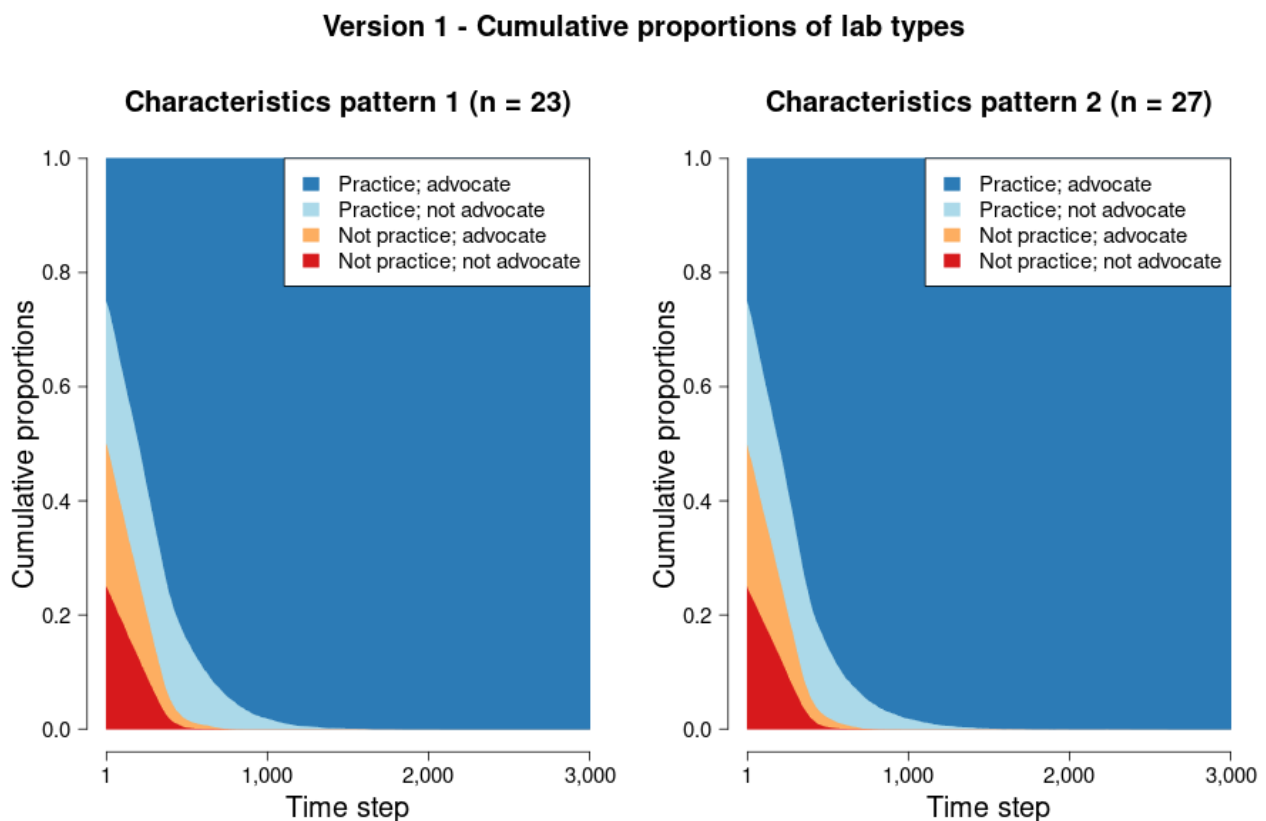 Version 1 - Cumulative proportions of lab types
Characteristics pattern 1 (n = 23)
Cumulative proportions
1.0
0.8
0.6
0.4
0.2
0.0
Practice; advocate
Practice; not advocate
Not practice; advocate
Not practice; not advocate
1
1,000
2,000
3,000
Time step
Characteristics pattern 2 (n = 27)
Cumulative proportions
1.0
0.8
0.6
0.4
0.2
0.0
Practice; advocate
Practice; not advocate
Not practice; advocate
Not practice; not advocate
1
1,000
2,000
3,000
Time step